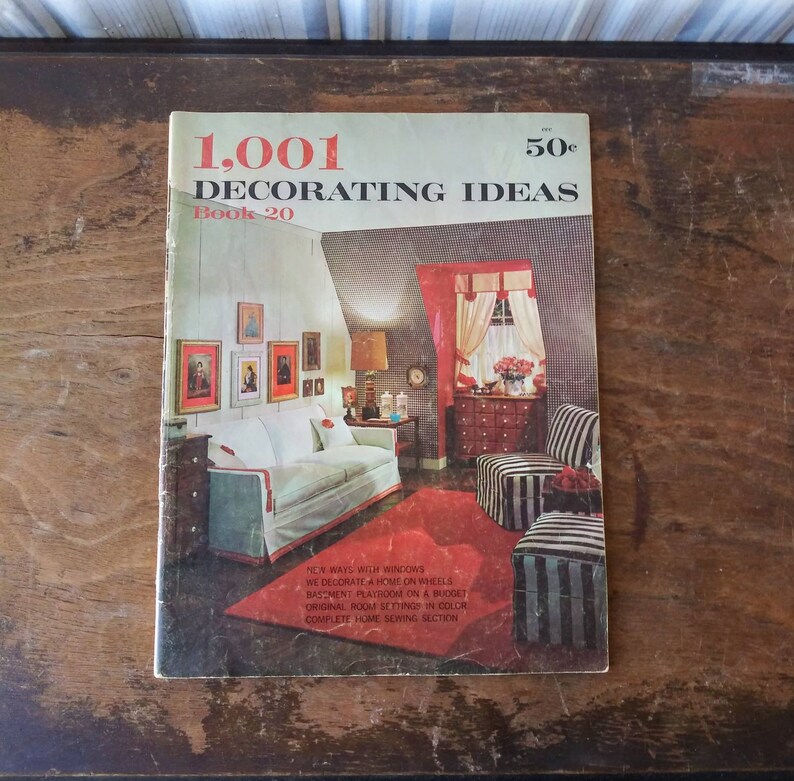 1,001
50¢
DECORATING IDEAS
Book 20
NEW WAYS WITH WINDOWS
WE DECORATE A HOME ON WHEELS
BASEMENT PLAYROOM ON A BUDGET
ORIGINAL ROOM SETTINGS IN COLOR
COMPLETE HOME SEWING SECTION